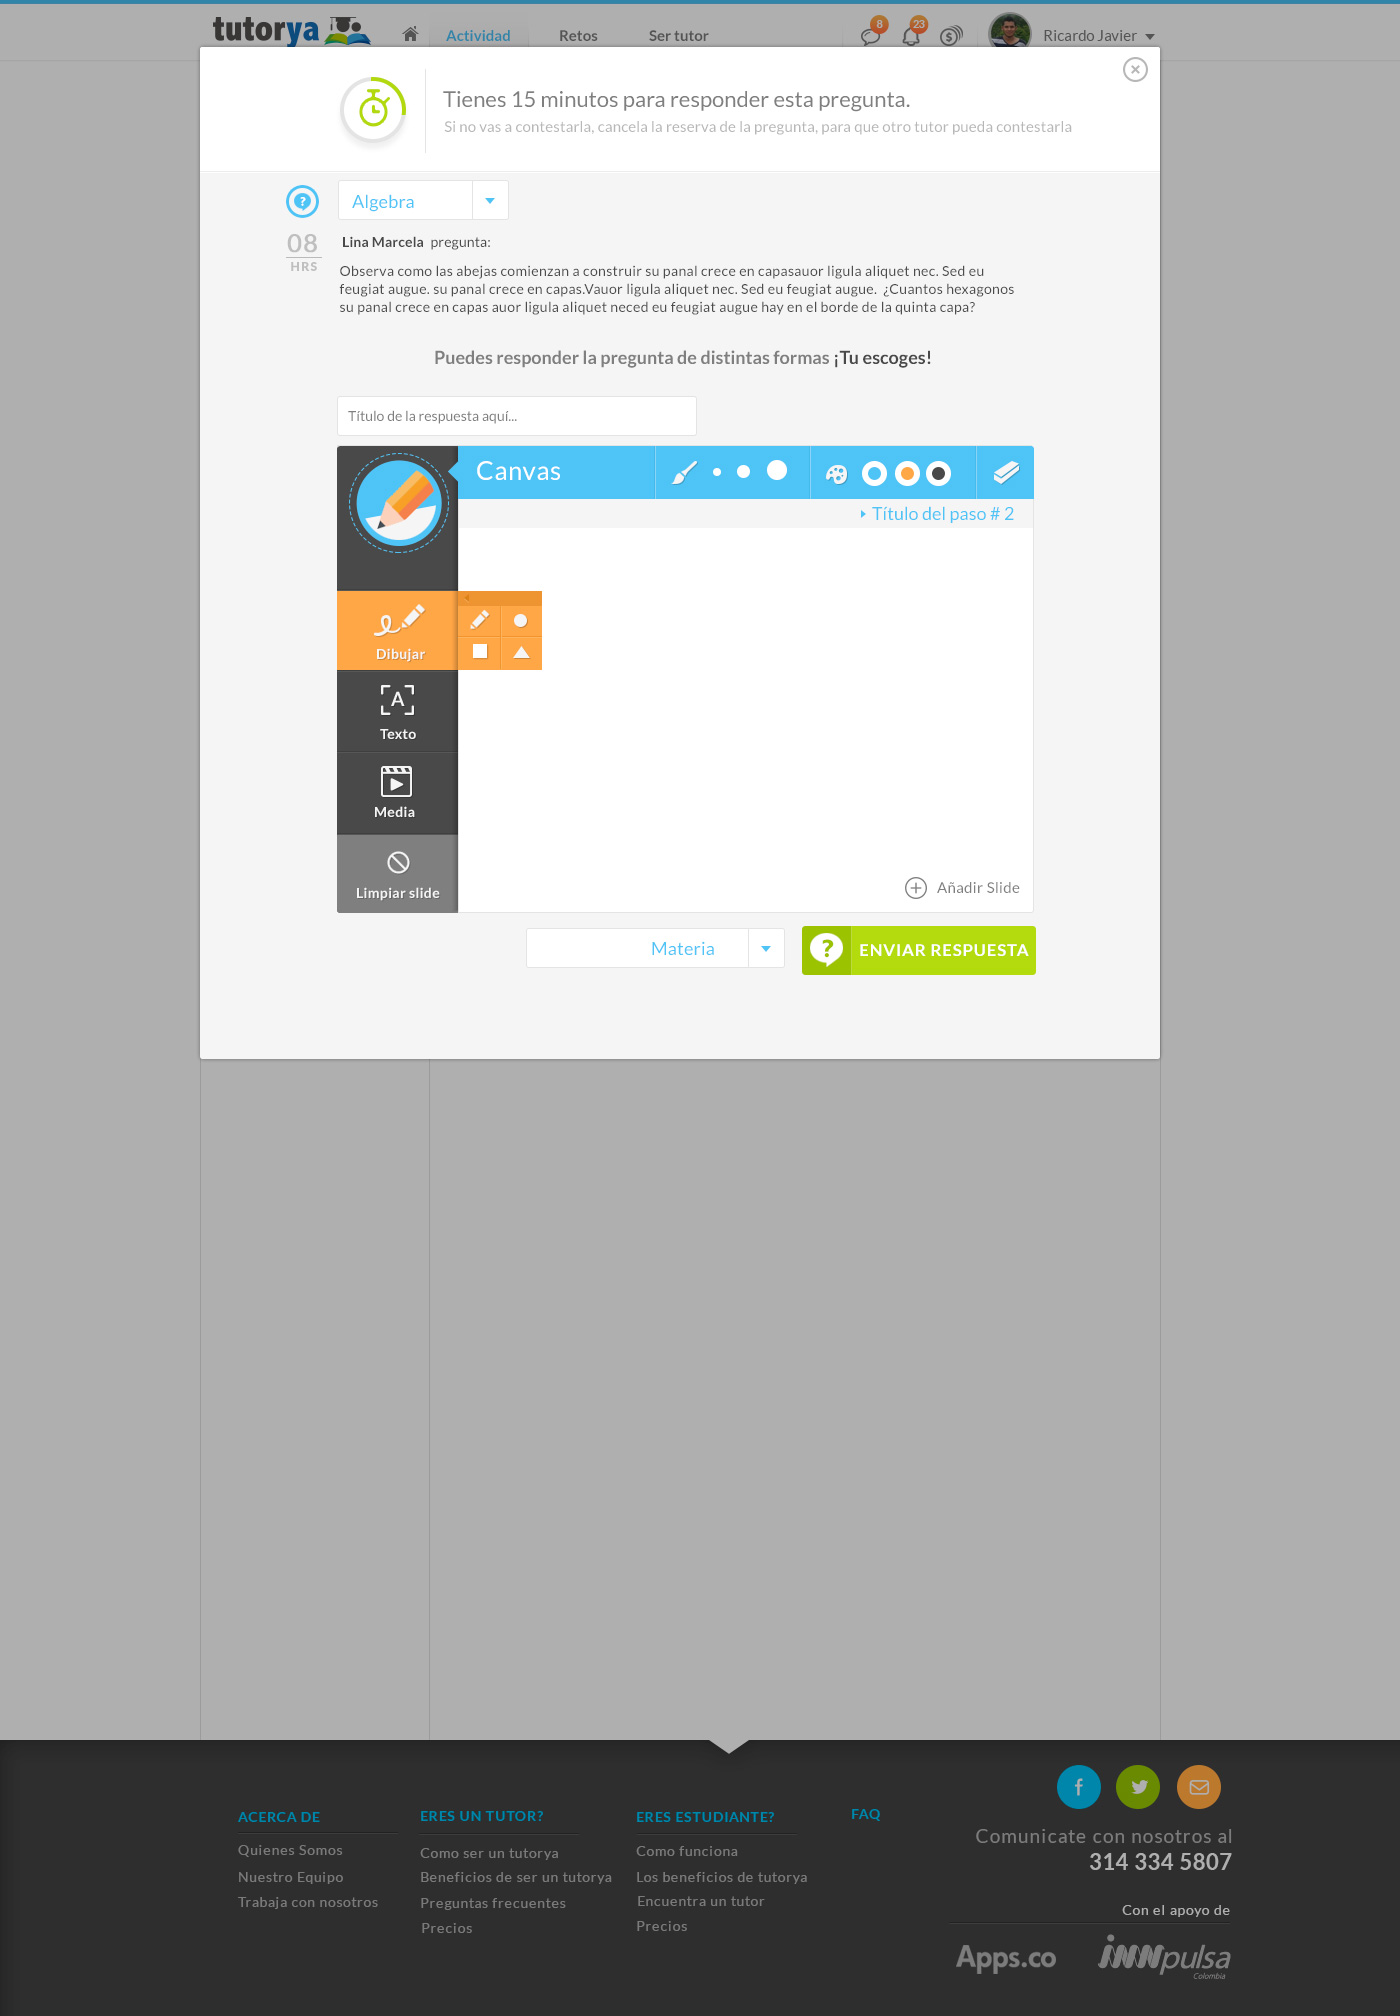 tutorya
Actividad
Retos
Ser tutor
8
23
$
Ricardo Javier
Tienes 15 minutos para responder esta pregunta.
Si no vas a contestarla, cancela la reserva de la pregunta, para que otro tutor pueda contestarla
?
Algebra
08
HRS
Lina Marcela pregunta:
Observa como las abejas comienzan a construir su panal crece en capasauor ligula aliquet nec. Sed eu
feugiat augue. su panal crece en capas.Vauor ligula aliquet nec. Sed eu feugiat augue. ¿Cuantos hexagonos
su panal crece en capas auor ligula aliquet neced eu feugiat augue hay en el borde de la quinta capa?
Puedes responder la pregunta de distintas formas ¡Tu escoges!
Título de la respuesta aquí...
Canvas
Título del paso # 2
Dibujar
A
Texto
Media
Limpiar slide
Añadir Slide
Materia
?
ENVIAR RESPUESTA
ACERCA DE
Quienes Somos
Nuestro Equipo
Trabaja con nosotros
ERES UN TUTOR?
Como ser un tutorya
Beneficios de ser un tutorya
Preguntas frecuentes
Precios
ERES ESTUDIANTE?
Como funciona
Los beneficios de tutorya
Encuentra un tutor
Precios
FAQ
f
Comunicate con nosotros al
314 334 5807
Con el apoyo de
Apps.co
iNNpulsa
Colombia